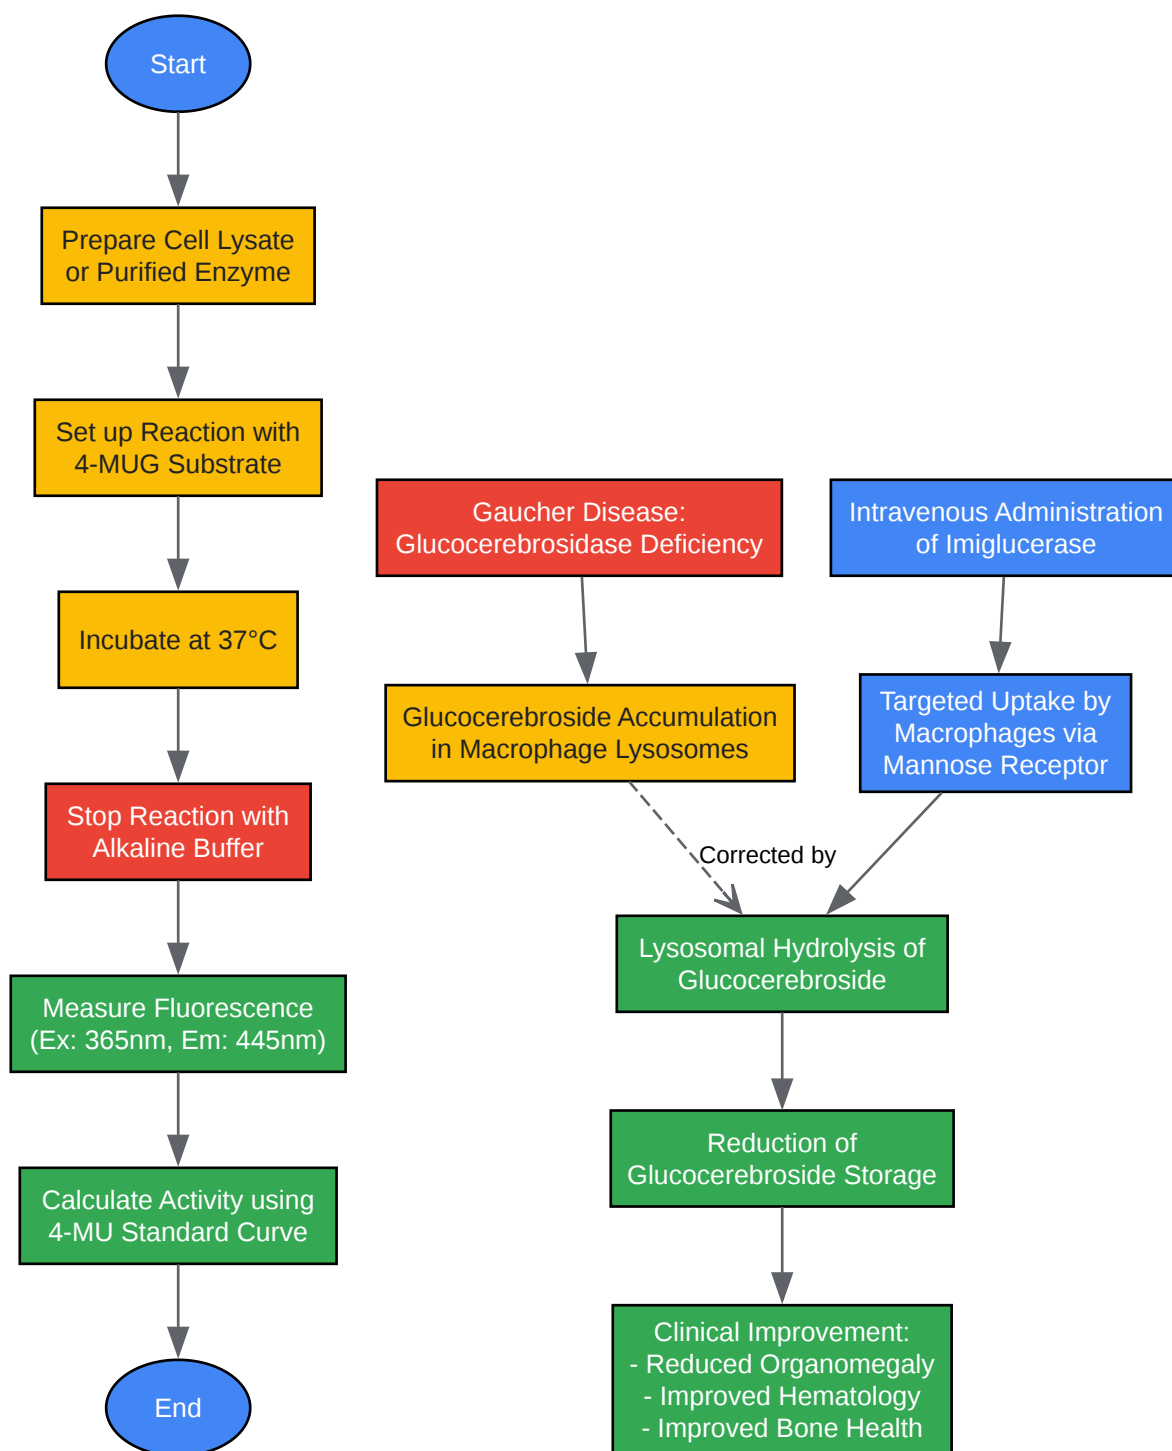 Start
Prepare Cell Lysate
or Purified Enzyme
Set up Reaction with
4-MUG Substrate
Incubate at 37°C
Stop Reaction with
Alkaline Buffer
Measure Fluorescence
(Ex: 365nm, Em: 445nm)
Calculate Activity using
4-MU Standard Curve
End
Gaucher Disease:
Glucocerebrosidase Deficiency
Glucocerebroside Accumulation
in Macrophage Lysosomes
Intravenous Administration
of Imiglucerase
Targeted Uptake by
Macrophages via
Mannose Receptor
Corrected by
Lysosomal Hydrolysis of
Glucocerebroside
Reduction of
Glucocerebroside Storage
Clinical Improvement:
- Reduced Organomegaly
- Improved Hematology
- Improved Bone Health